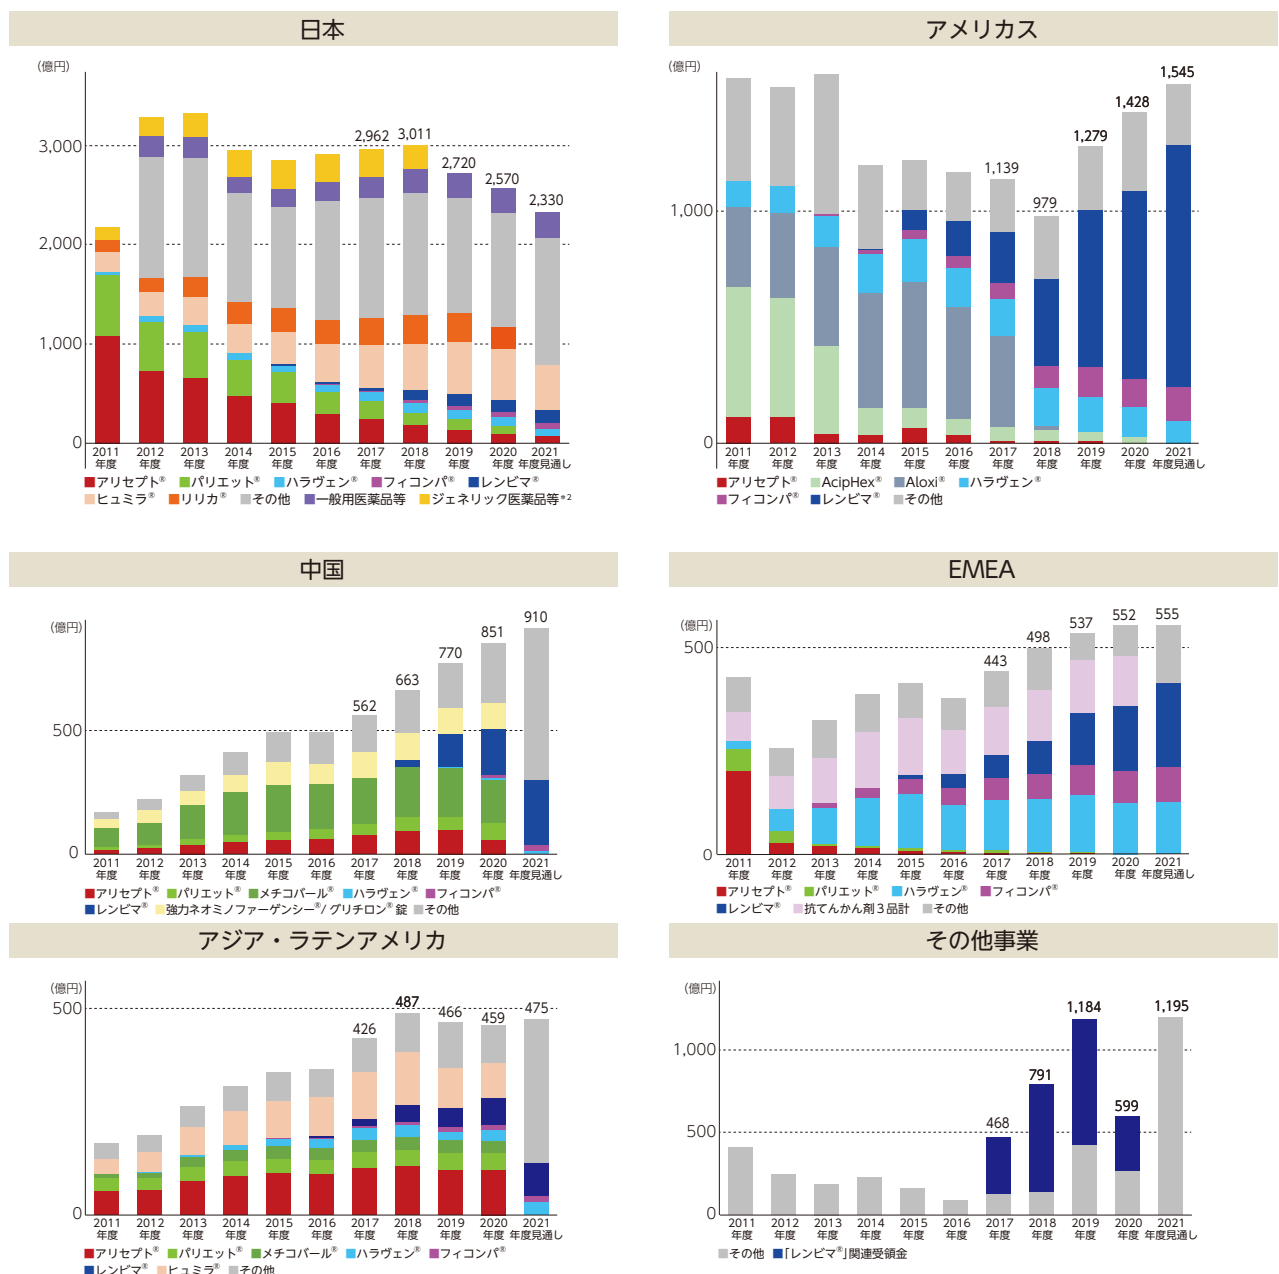 日本
（億円）
3,000
2,000
1,000
0
2,962
3,011
2,720
2,570
2,330
2011 2012 2013 2014 2015 2016 2017 2018 2019 2020 2021
年度 年度 年度 年度 年度 年度 年度 年度 年度 年度 年度見通し
アリセプト® パリエット® ハラヴェン® フィコンパ® レンビマ®
ヒュミラ® リリカ® その他 一般用医薬品等 ジェネリック医薬品等*2
アメリカス
（億円）
1,000
0
1,139
979
1,279
1,428
1,545
2011 2012 2013 2014 2015 2016 2017 2018 2019 2020 2021
年度 年度 年度 年度 年度 年度 年度 年度 年度 年度 年度見通し
アリセプト® AcipHex® Aloxi® ハラヴェン®
フィコンパ® レンビマ® その他
中国
（億円）
500
0
562
663
770
851
910
2011 2012 2013 2014 2015 2016 2017 2018 2019 2020 2021
年度 年度 年度 年度 年度 年度 年度 年度 年度 年度 年度見通し
アリセプト® パリエット® メチコバール® ハラヴェン® フィコンパ®
レンビマ® 強力ネオミノファーゲンシー®/ グリチロン® 錠 その他
EMEA
（億円）
500
0
443
498
537
552
555
2011 2012 2013 2014 2015 2016 2017 2018 2019 2020 2021
年度 年度 年度 年度 年度 年度 年度 年度 年度 年度 年度見通し
アリセプト® パリエット® ハラヴェン® フィコンパ®
レンビマ® 抗てんかん剤３品計 その他
アジア・ラテンアメリカ
（億円）
500
0
426
487
466
459
475
2011 2012 2013 2014 2015 2016 2017 2018 2019 2020 2021
年度 年度 年度 年度 年度 年度 年度 年度 年度 年度 年度見通し
アリセプト® パリエット® メチコバール® ハラヴェン® フィコンパ®
レンビマ® ヒュミラ® その他
その他事業
（億円）
1,000
500
0
468
791
1,184
599
1,195
2011 2012 2013 2014 2015 2016 2017 2018 2019 2020 2021
年度 年度 年度 年度 年度 年度 年度 年度 年度 年度 年度見通し
その他 「レンビマ®」関連受領金